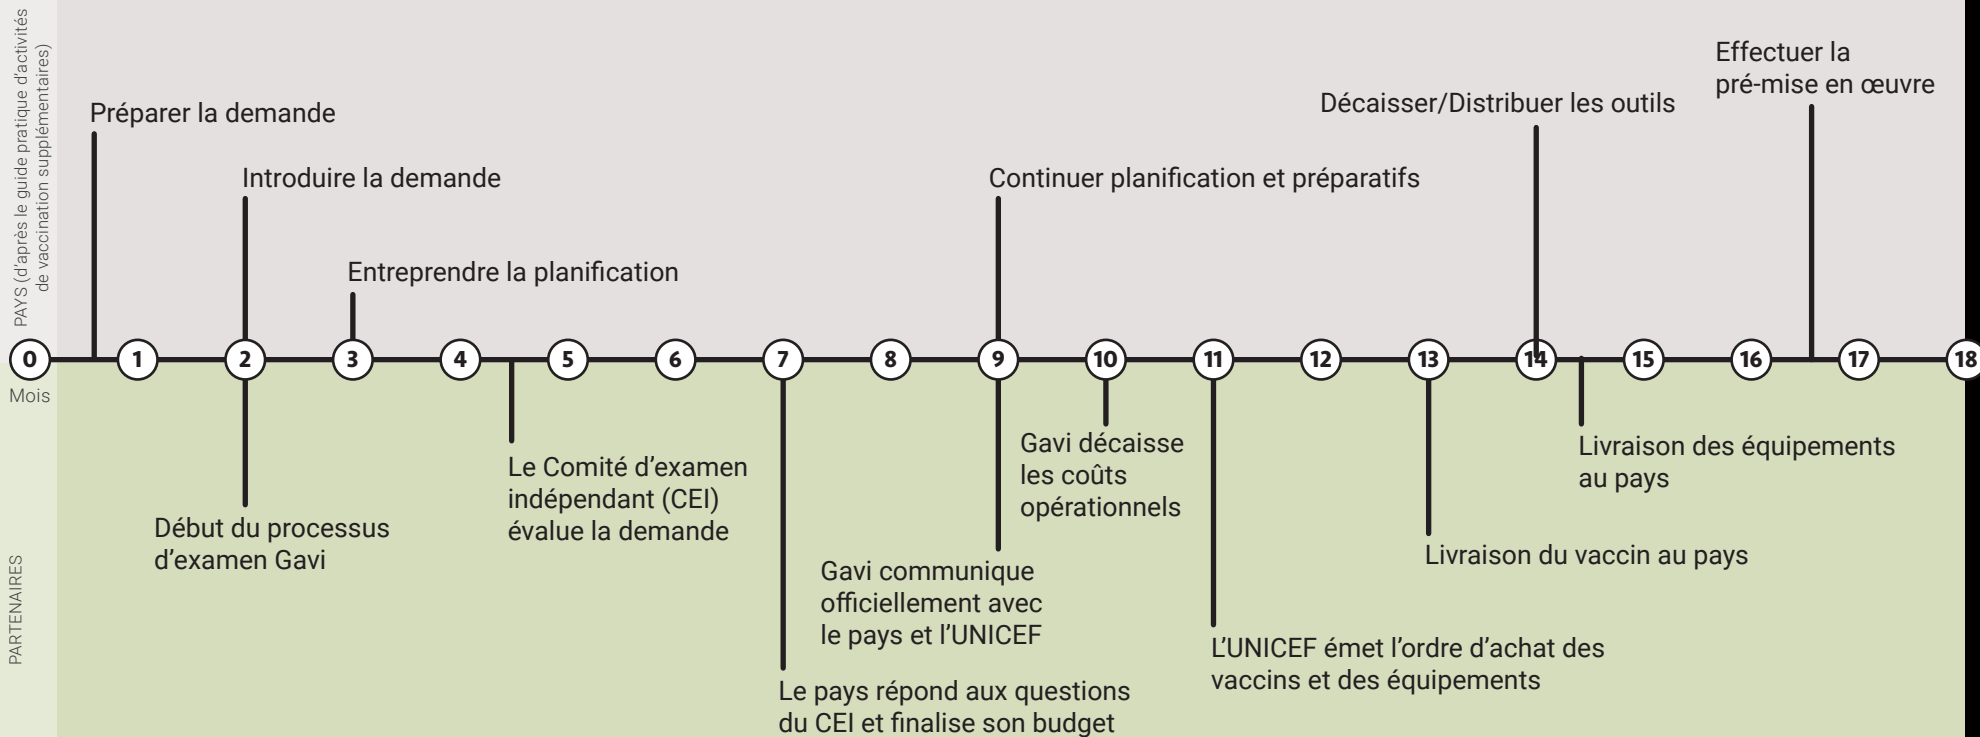 PAYS (d'après le guide pratique d'activités
de vaccination supplémentaires)
Préparer la demande
Introduire la demande
Entreprendre la planification
Continuer planification et préparatifs
Décaisser/Distribuer les outils
Effectuer la
pré-mise en œuvre
0 1 2 3 4 5 6 7 8 9 10 11 12 13 14 15 16 17 18
Mois
PARTENAIRES
Début du processus
d'examen Gavi
Le Comité d'examen
indépendant (CEI)
évalue la demande
Le pays répond aux questions
du CEI et finalise son budget
Gavi communique
officiellement avec
le pays et l'UNICEF
Gavi décaisse
les coûts
opérationnels
L'UNICEF émet l'ordre d'achat des
vaccins et des équipements
Livraison du vaccin au pays
Livraison des équipements
au pays